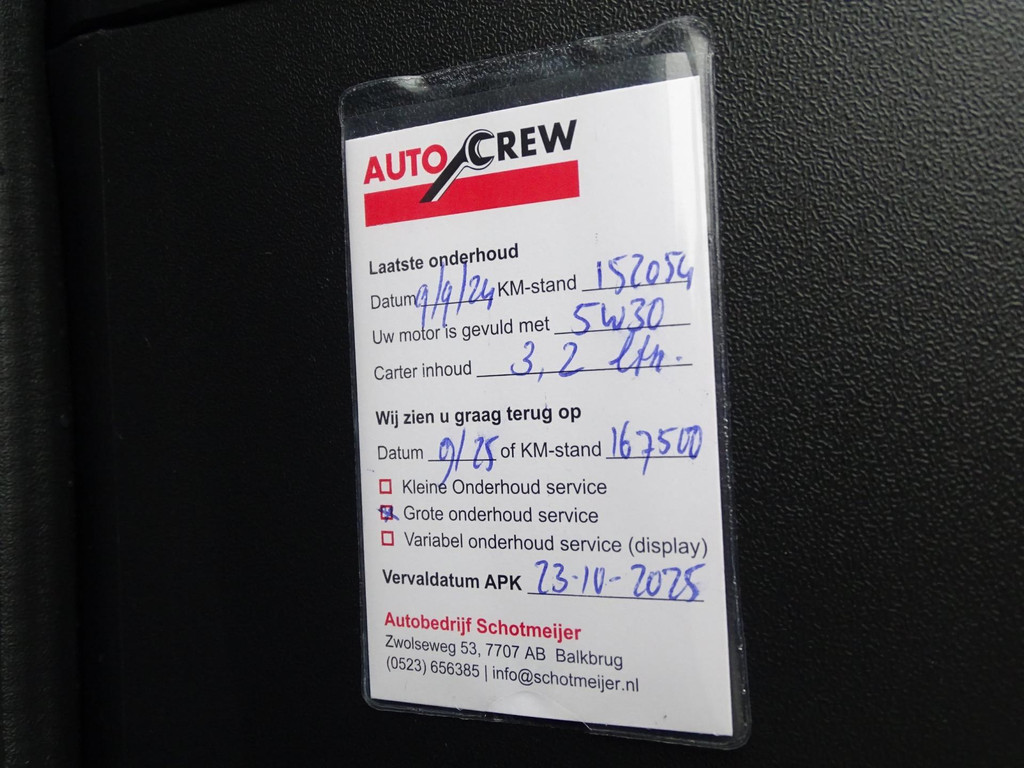 AUTO CREW
Laatste onderhoud
Datum 9/9/24 KM-stand 152054
Uw motor is gevuld met 5W30
Carter inhoud 3,2 ltr.
Wij zien u graag terug op
Datum 9/25 of KM-stand 167500
Kleine Onderhoud service
Grote onderhoud service
Variabel onderhoud service (display)
Vervaldatum APK 23-10-2025
Autobedrijf Schotmeijer
Zwolseweg 53, 7707 AB Balkbrug
(0523) 656385 | info@schotmeijer.nl